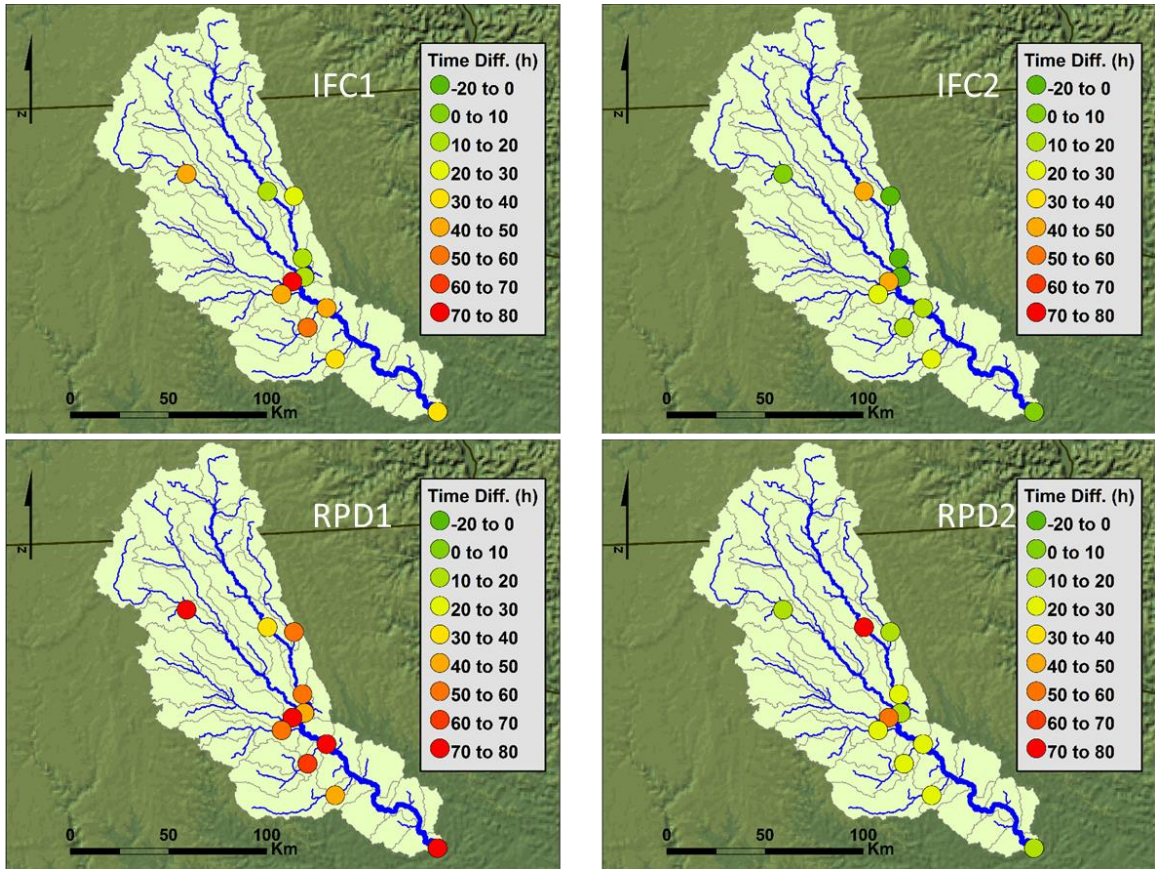 IFC1
Time Diff. (h)
-20 to 0
0 to 10
10 to 20
20 to 30
30 to 40
40 to 50
50 to 60
60 to 70
70 to 80
N
0 50 100
Km
IFC2
Time Diff. (h)
-20 to 0
0 to 10
10 to 20
20 to 30
30 to 40
40 to 50
50 to 60
60 to 70
70 to 80
N
0 50 100
Km
RPD1
Time Diff. (h)
-20 to 0
0 to 10
10 to 20
20 to 30
30 to 40
40 to 50
50 to 60
60 to 70
70 to 80
N
0 50 100
Km
RPD2
Time Diff. (h)
-20 to 0
0 to 10
10 to 20
20 to 30
30 to 40
40 to 50
50 to 60
60 to 70
70 to 80
N
0 50 100
Km